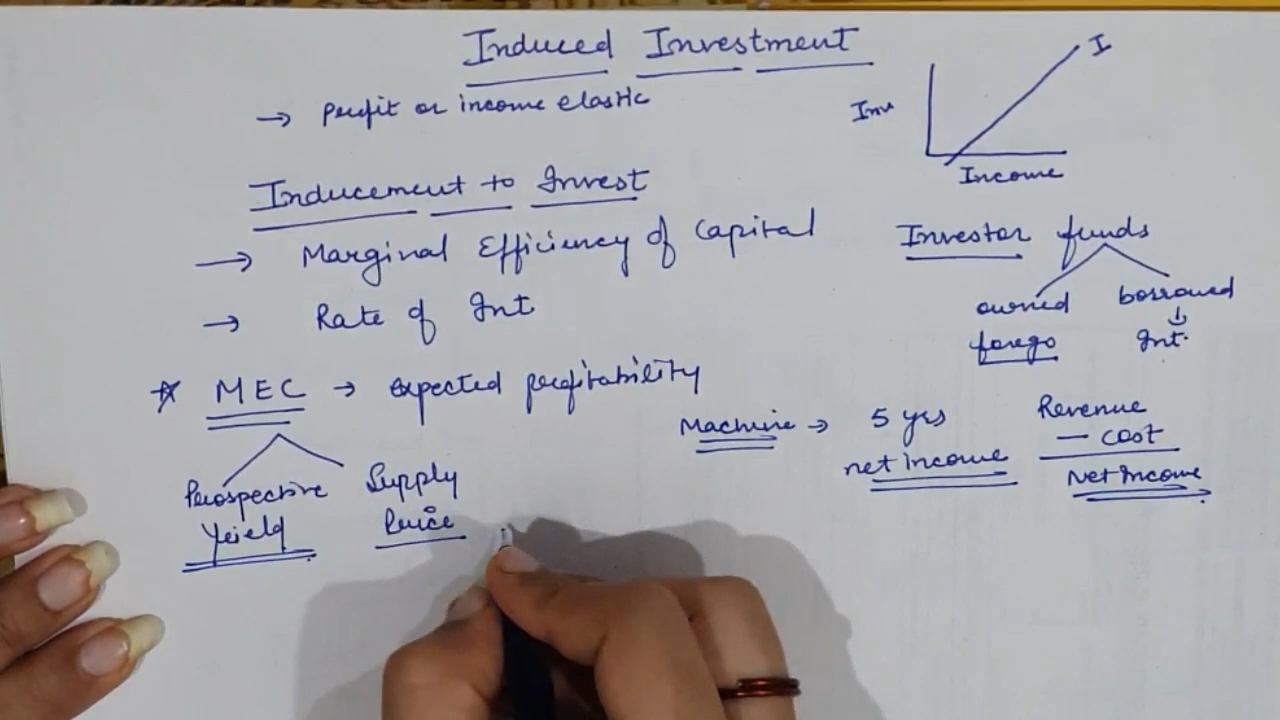 Induced Investment
→ Profit or income elastic
Inv
I
Income
Inducement to Invest
→ Marginal Efficiency of Capital
→ Rate of Int
Investor funds
owned borrowed
forego Int.
MEC → expected profitability
Prospective Yeield
Supply Price
Machine → 5 yrs
net income
Revenue
— cost
Net Income